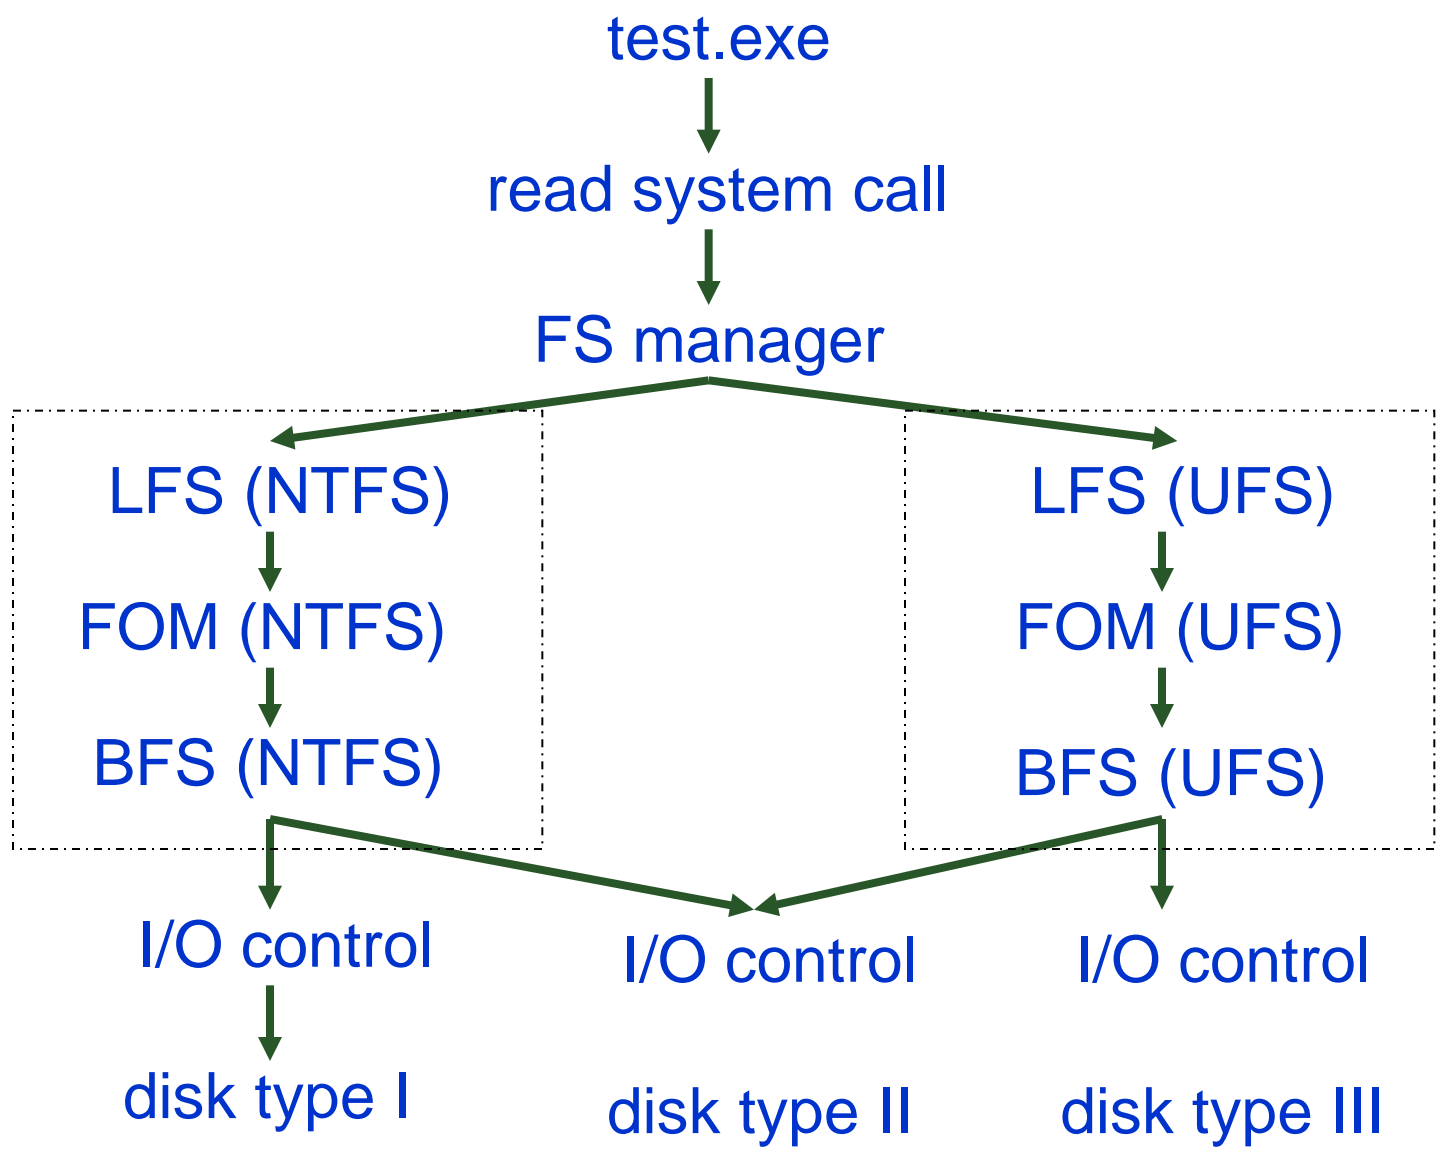 test.exe
read system call
FS manager
LFS (NTFS)
LFS (UFS)
FOM (NTFS)
FOM (UFS)
BFS (NTFS)
BFS (UFS)
I/O control
I/O control
I/O control
disk type I
disk type II
disk type III